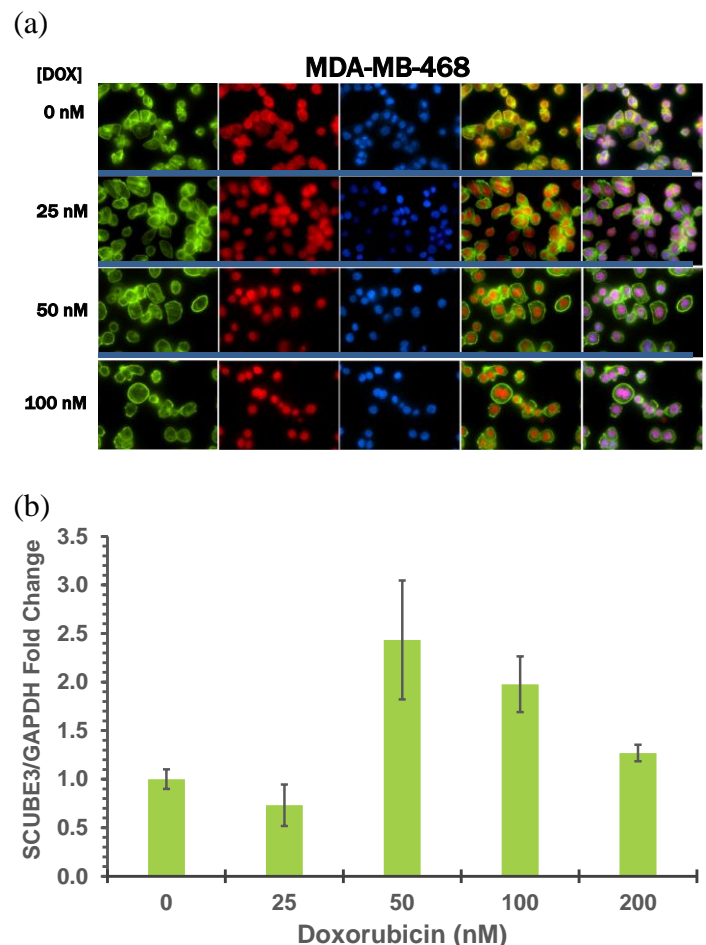 (a)
MDA-MB-468
[DOX]
0 nM
25 nM
50 nM
100 nM
(b)
SCUBE3/GAPDH Fold Change
3.5
3.0
2.5
2.0
1.5
1.0
0.5
0.0
0 25 50 100 200
Doxorubicin (nM)